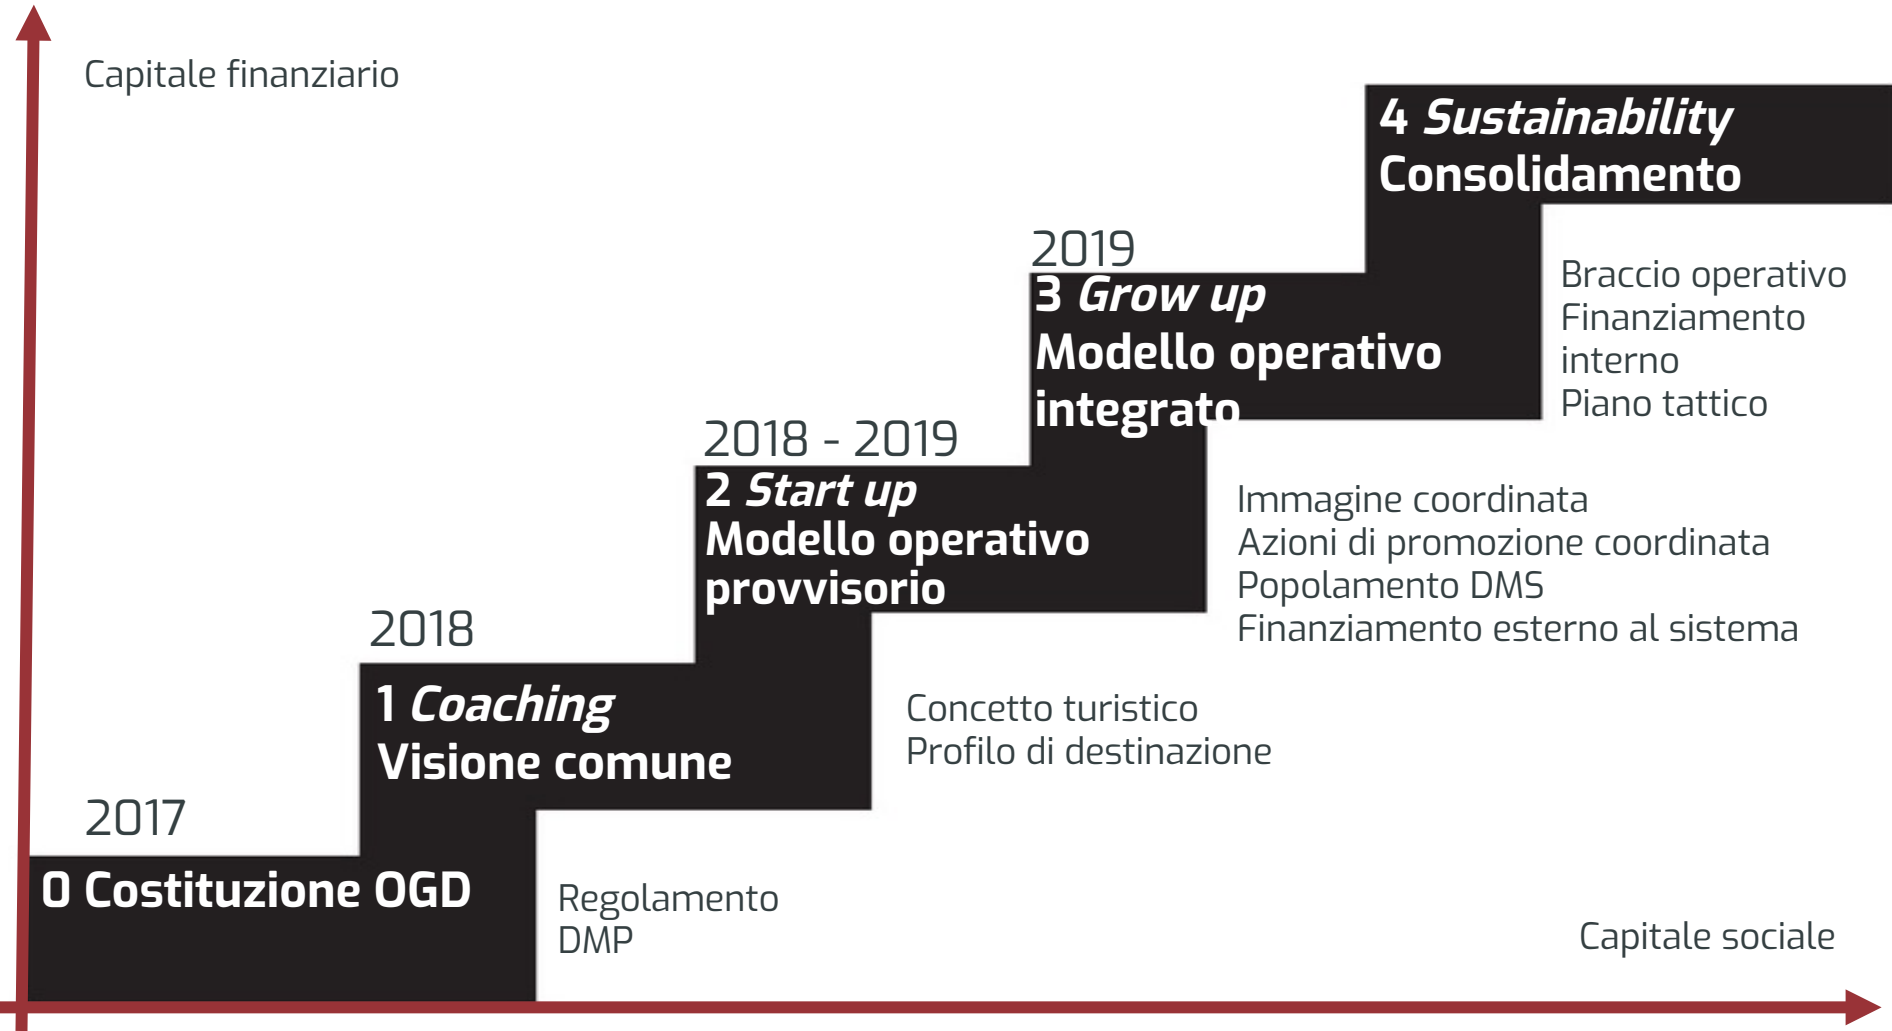 Capitale finanziario
4 Sustainability
Consolidamento
2019
3 Grow up
Modello operativo
integrato
Braccio operativo
Finanziamento
interno
Piano tattico
2018 - 2019
2 Start up
Modello operativo
provvisorio
Immagine coordinata
Azioni di promozione coordinata
Popolamento DMS
Finanziamento esterno al sistema
2018
1 Coaching
Visione comune
Concetto turistico
Profilo di destinazione
2017
0 Costituzione OGD
Regolamento
DMP
Capitale sociale